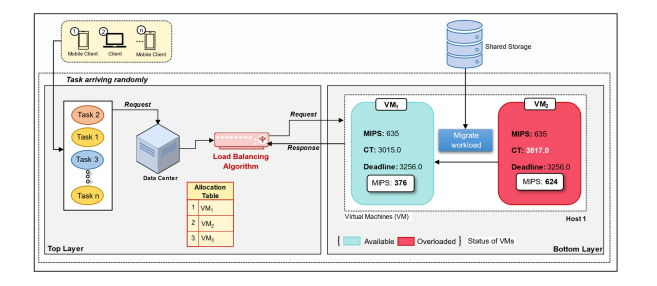 1
2
n
...
Mobile Client
Client
Mobile Client
Shared Storage
Task arriving randomly
Task 2
Task 1
Task 3
Task n
Request
Data Center
Load Balancing
Algorithm
Request
Response
Allocation
Table
1 VM1
2 VM2
3 VM3
Top Layer
VM1
MIPS: 635
CT: 3015.0
Deadline: 3256.0
MIPS: 376
Migrate
workload
VM2
MIPS: 635
CT: 3817.0
Deadline: 3256.0
MIPS: 624
Virtual Machines (VM)
Host 1
{ Available Overloaded } Status of VMs
Bottom Layer